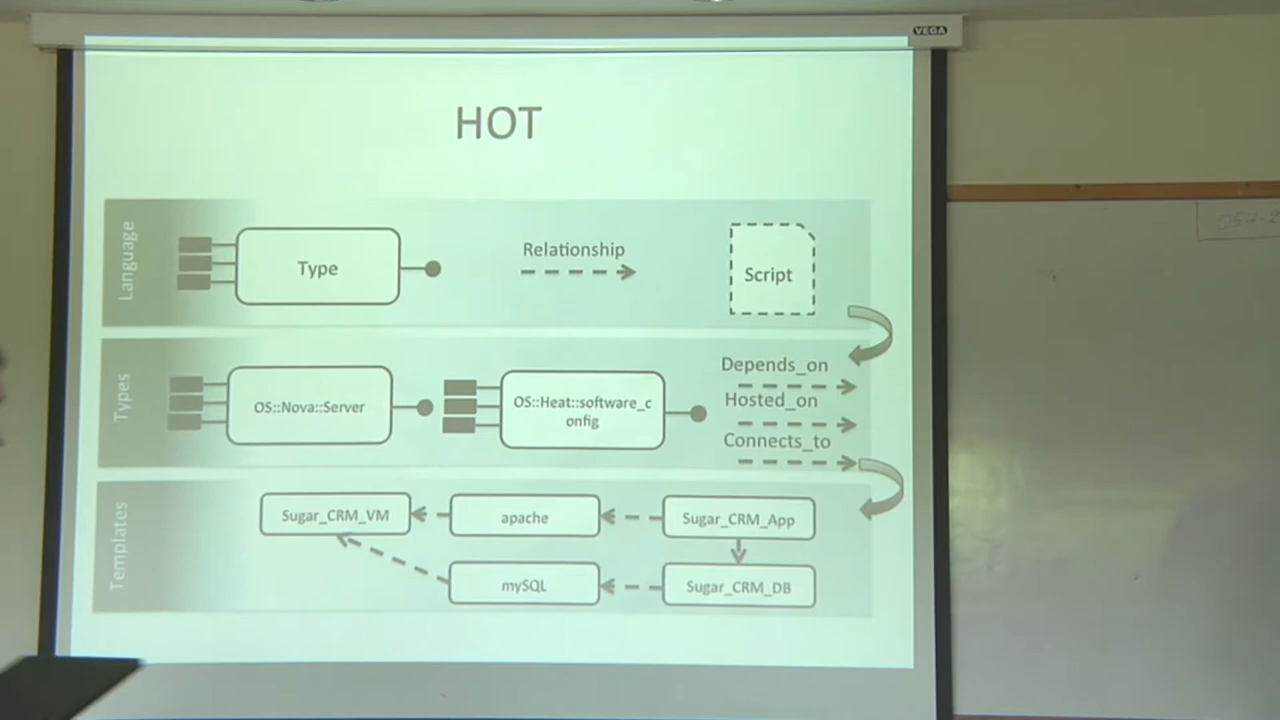 VEGA
HOT
Language
Type
Relationship
Script
Types
OS::Nova::Server
OS::Heat::software_c
onfig
Depends_on
Hosted_on
Connects_to
Templates
Sugar_CRM_VM
apache
Sugar_CRM_App
mySQL
Sugar_CRM_DB